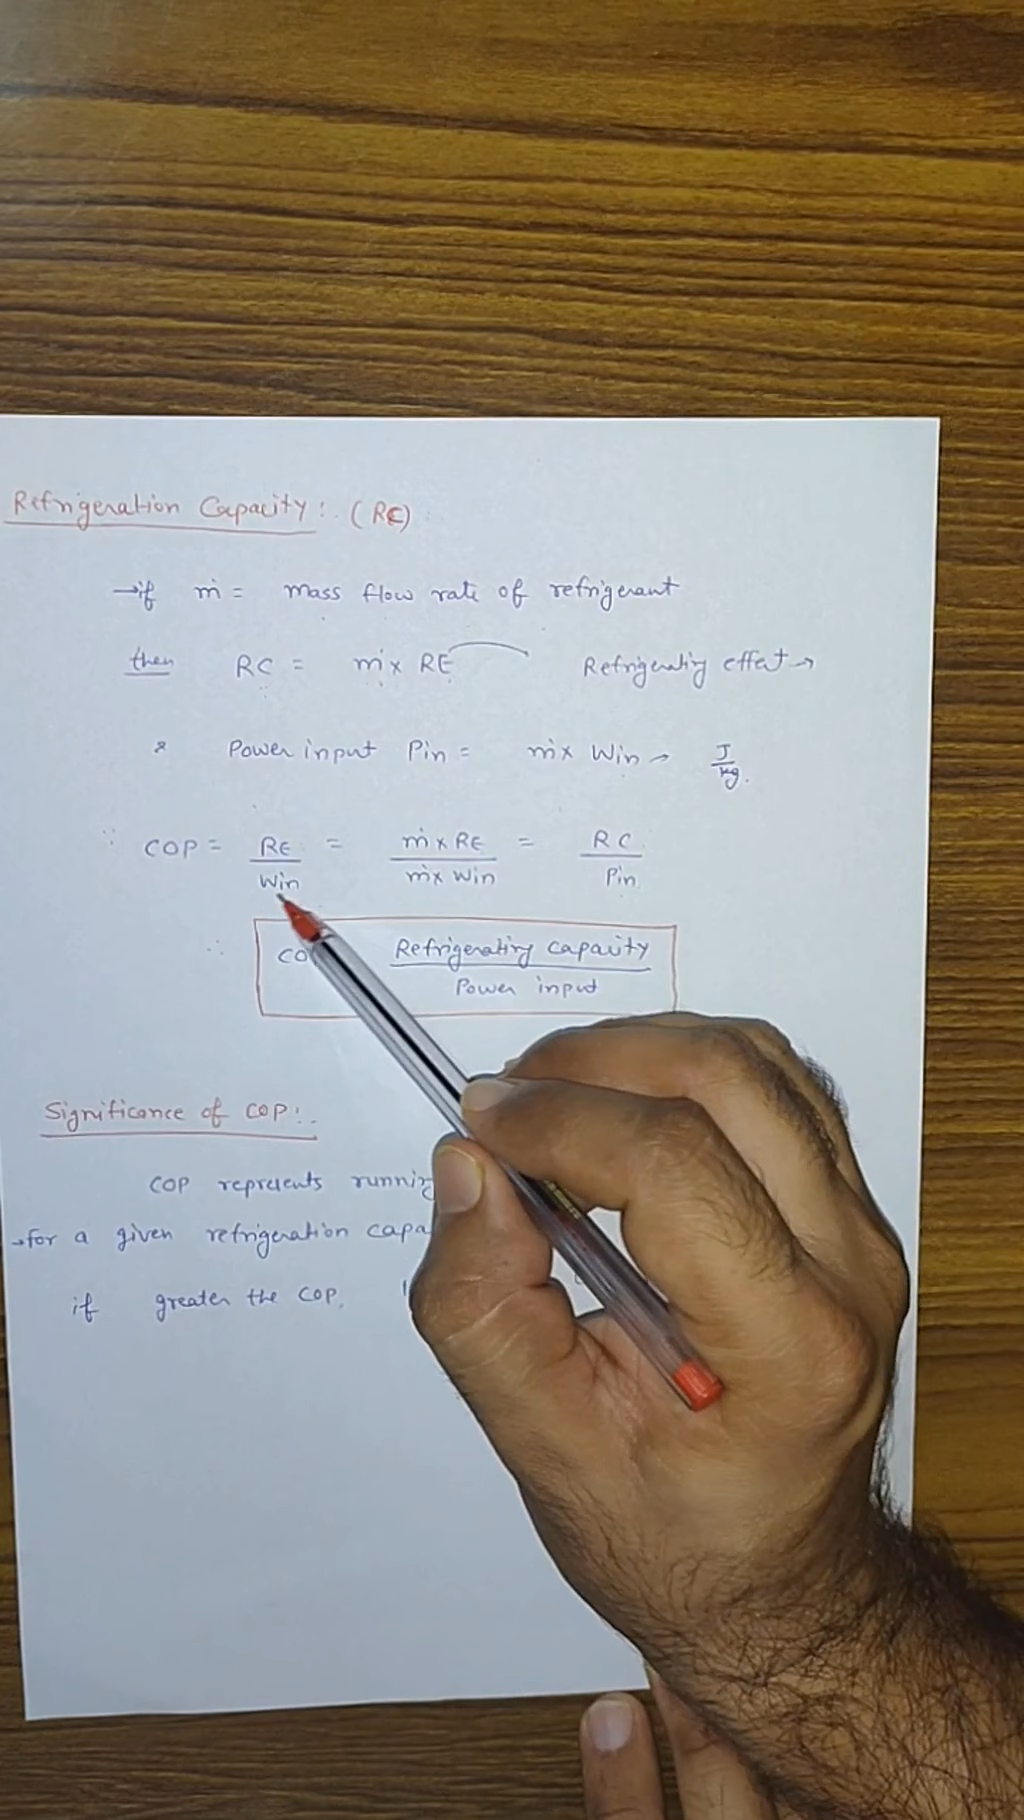 Refrigeration Capacity:. (RC)
→if ṁ = mass flow rate of refrigerant
then RC = ṁ x RE Refrigerating effect →
& Power input Pin = ṁ x Win → J/kg.
∵ COP = RE/Win = ṁ x RE/ṁ x Win = RC/Pin
∴ Refrigerating capacity/Power input
Significance of COP:.
COP represents
→for a given refrigeration
if greater the COP,